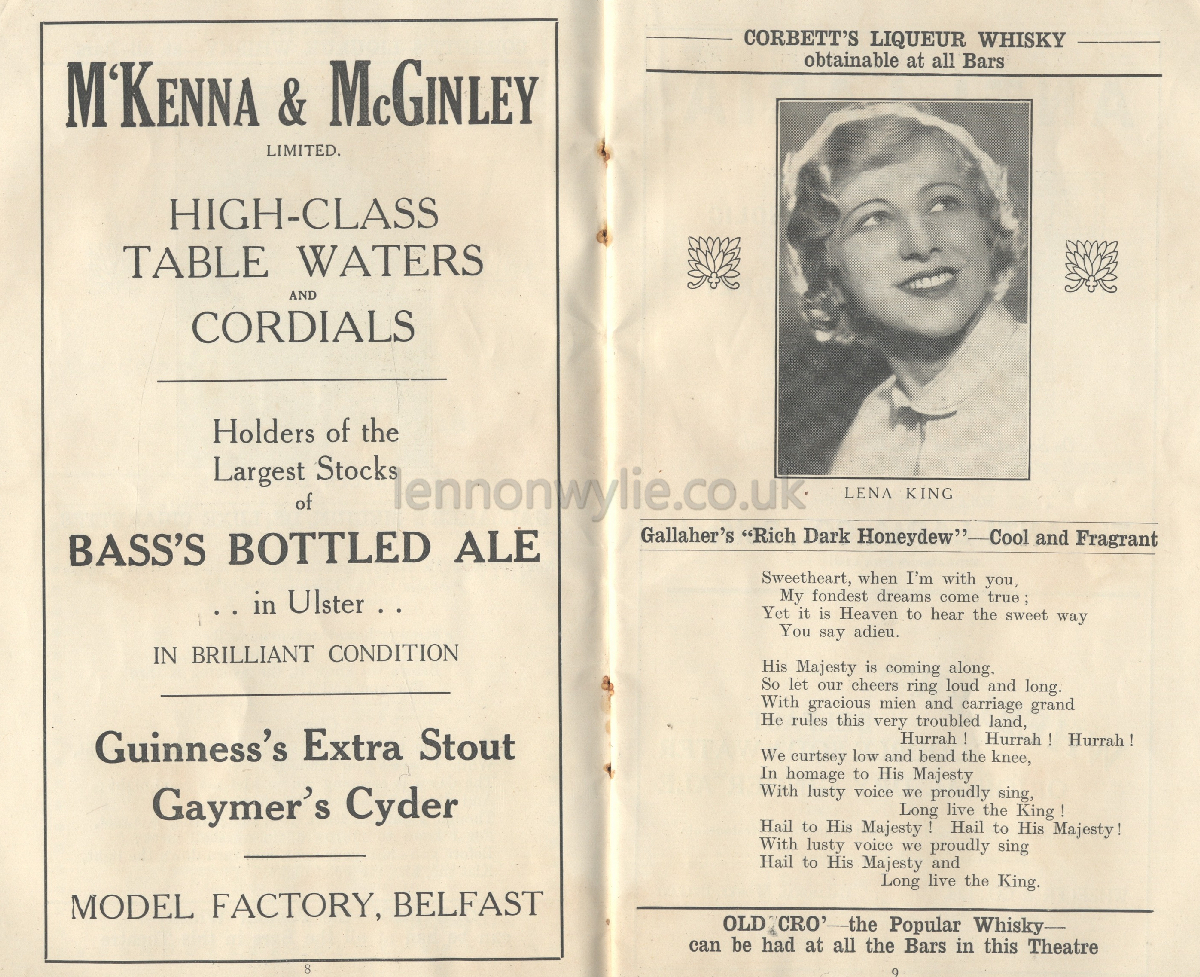 M'KENNA & McGINLEY
LIMITED.
HIGH-CLASS
TABLE WATERS
AND
CORDIALS
Holders of the
Largest Stocks
of
BASS'S BOTTLED ALE
. . in Ulster . .
IN BRILLIANT CONDITION
Guinness's Extra Stout
Gaymer's Cyder
MODEL FACTORY, BELFAST
8
CORBETT'S LIQUEUR WHISKY
obtainable at all Bars
LENA KING
Gallaher's "Rich Dark Honeydew"—Cool and Fragrant
Sweetheart, when I'm with you,
My fondest dreams come true;
Yet it is Heaven to hear the sweet way
You say adieu.
His Majesty is coming along.
So let our cheers ring loud and long.
With gracious mien and carriage grand
He rules this very troubled land,
Hurrah! Hurrah! Hurrah!
We curtsey low and bend the knee,
In homage to His Majesty
With lusty voice we proudly sing,
Long live the King!
Hail to His Majesty! Hail to His Majesty!
With lusty voice we proudly sing
Hail to His Majesty and
Long live the King.
OLD CRO'—the Popular Whisky—
can be had at all the Bars in this Theatre
9
lennonwylie.co.uk